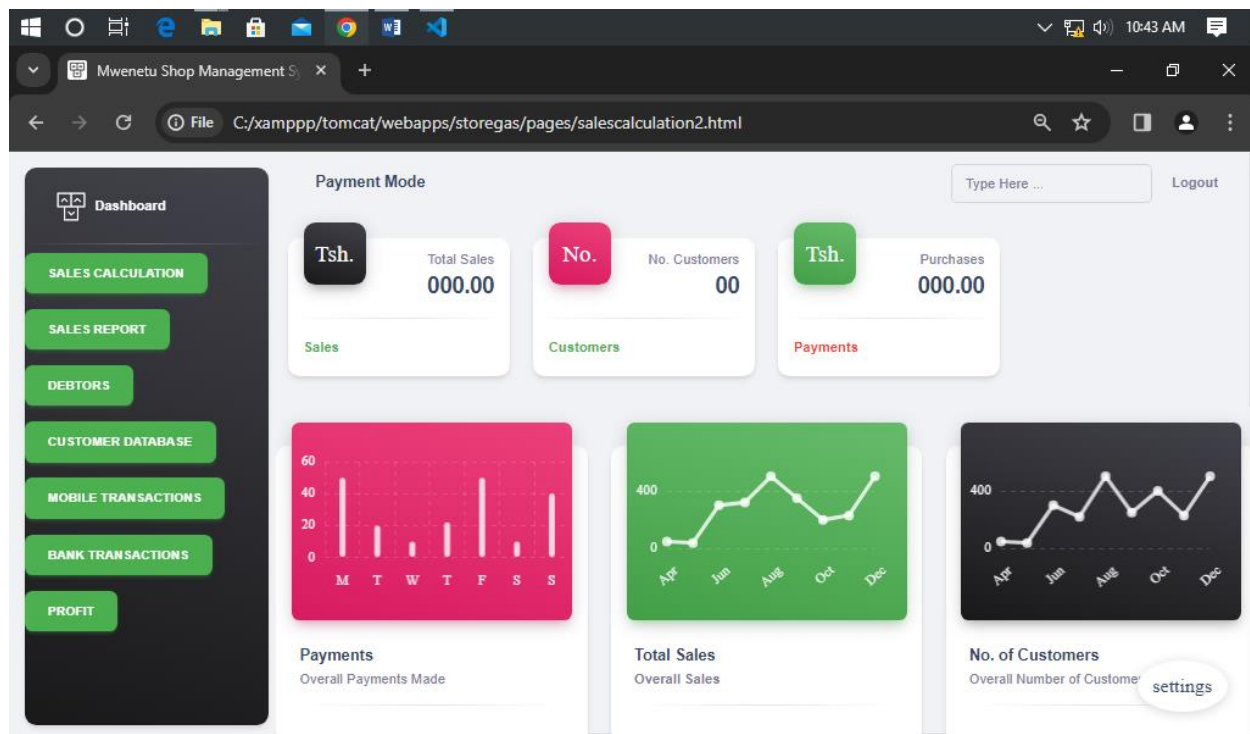 10:43 AM
Mwenetu Shop Management Sy
File C:/xamppp/tomcat/webapps/storegas/pages/salescalculation2.html
Dashboard
SALES CALCULATION
SALES REPORT
DEBTORS
CUSTOMER DATABASE
MOBILE TRANSACTIONS
BANK TRANSACTIONS
PROFIT
Payment Mode
Type Here ...
Logout
Tsh.
Total Sales
000.00
Sales
No.
No. Customers
00
Customers
Tsh.
Purchases
000.00
Payments
60
40
20
0
M T W T F S S
Payments
Overall Payments Made
400
0
Apr Jun Aug Oct Dec
Total Sales
Overall Sales
400
0
Apr Jun Aug Oct Dec
No. of Customers
Overall Number of Custome
settings